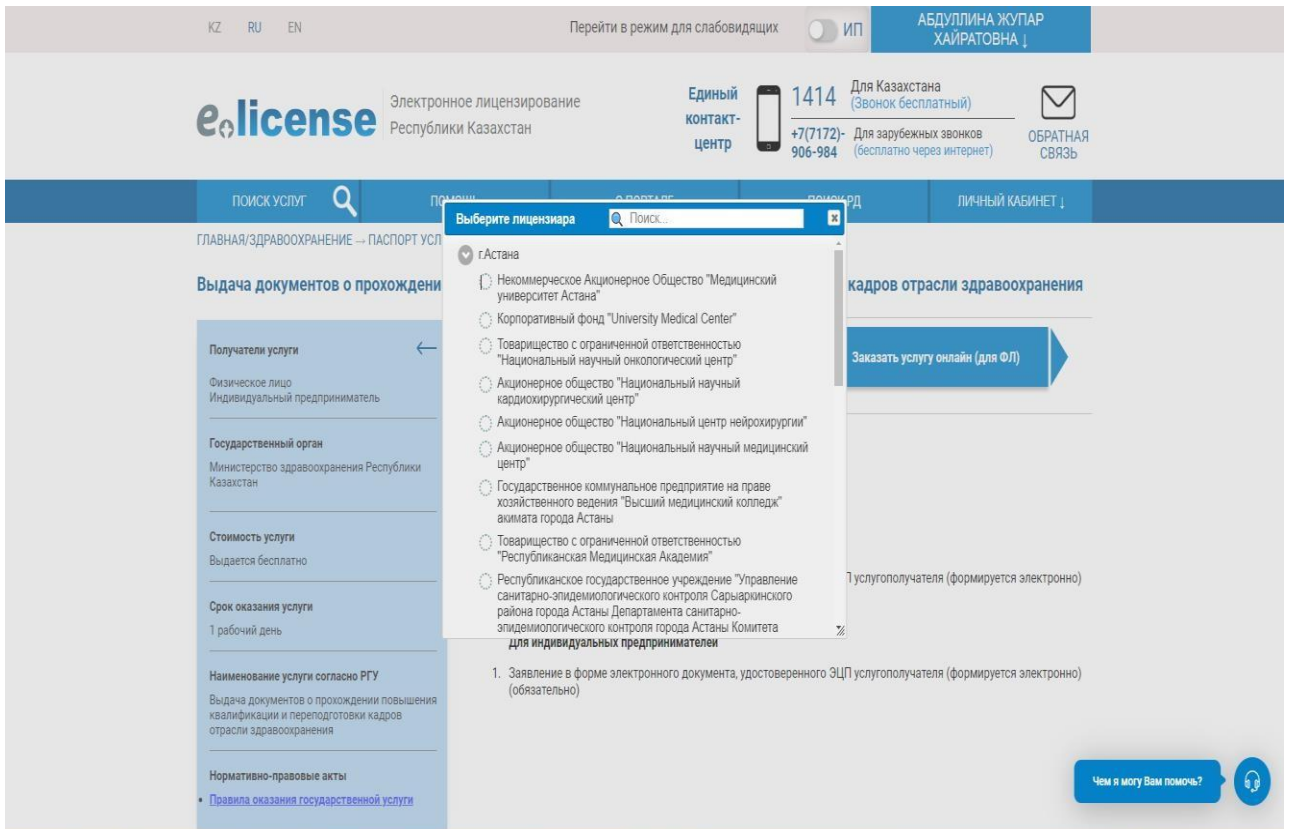 KZ RU EN
Перейти в режим для слабовидящих
ИП
АБДУЛЛИНА ЖУПАР
ХАЙРАТОВНА ↓
e.license
Электронное лицензирование
Республики Казахстан
Единый
контакт-
центр
1414
Для Казахстана
(Звонок бесплатный)
+7(7172)-
906-984
Для зарубежных звонков
(бесплатно через интернет)
ОБРАТНАЯ
СВЯЗЬ
ПОИСК УСЛУГ
ПОИСК РД
ЛИЧНЫЙ КАБИНЕТ ↓
ГЛАВНАЯ/ЗДРАВООХРАНЕНИЕ → ПАСПОРТ УСЛ
Выдача документов о прохождени
кадров отрасли здравоохранения
Выберите лицензиара
Поиск...
г.Астана
Некоммерческое Акционерное Общество "Медицинский
университет Астана"
Корпоративный фонд "University Medical Center"
Товарищество с ограниченной ответственностью
"Национальный научный онкологический центр"
Акционерное общество "Национальный научный
кардиохирургический центр"
Акционерное общество "Национальный центр нейрохирургии"
Акционерное общество "Национальный научный медицинский
центр"
Государственное коммунальное предприятие на праве
хозяйственного ведения "Высший медицинский колледж"
акимата города Астаны
Товарищество с ограниченной ответственностью
"Республиканская Медицинская Академия"
Республиканское государственное учреждение "Управление
санитарно-эпидемиологического контроля Сарыаркинского
района города Астаны Департамента санитарно-
эпидемиологического контроля города Астаны Комитета
Получатели услуги
Физическое лицо
Индивидуальный предприниматель
Государственный орган
Министерство здравоохранения Республики
Казахстан
Стоимость услуги
Выдается бесплатно
Срок оказания услуги
1 рабочий день
Наименование услуги согласно РГУ
Выдача документов о прохождении повышения
квалификации и переподготовки кадров
отрасли здравоохранения
Нормативно-правовые акты
• Правила оказания государственной услуги
Заказать услугу онлайн (для ФЛ)
П услугополучателя (формируется электронно)
Для индивидуальных предпринимателей
1. Заявление в форме электронного документа, удостоверенного ЭЦП услугополучателя (формируется электронно)
(обязательно)
Чем я могу Вам помочь?